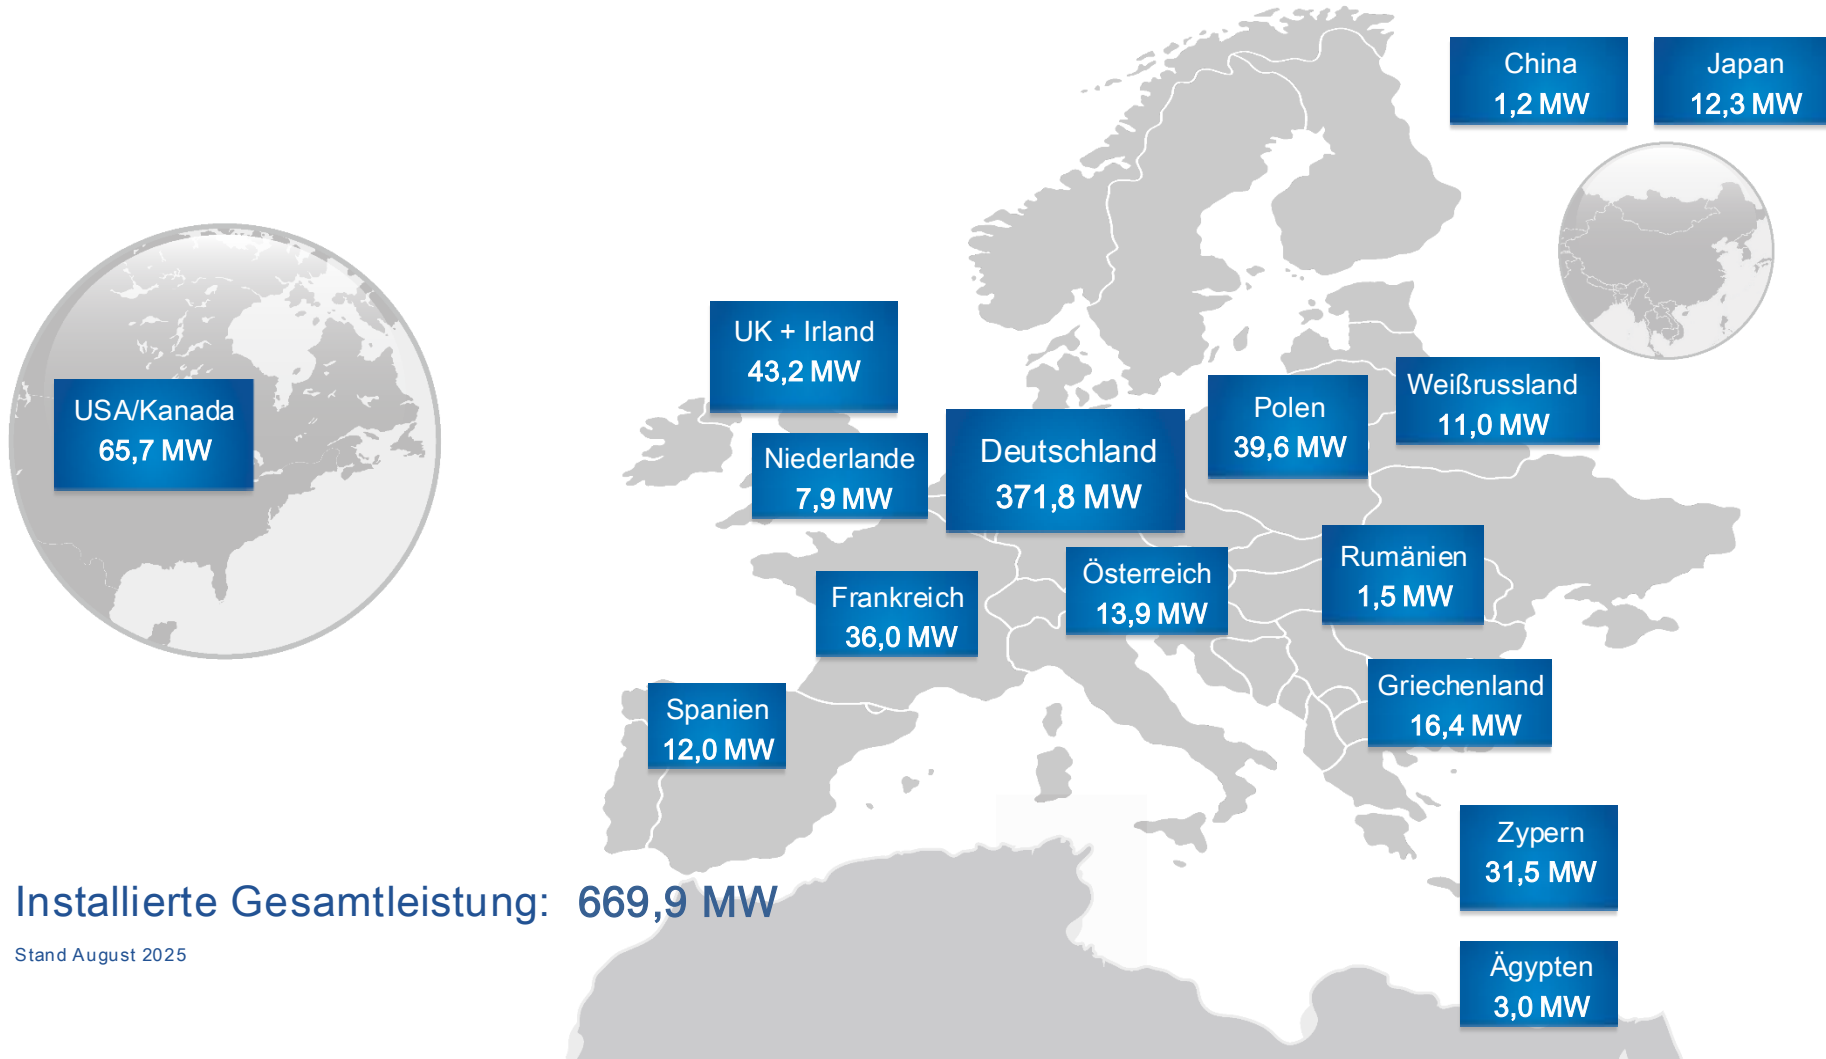 China
1,2 MW
Japan
12,3 MW
UK + Irland
43,2 MW
USA/Kanada
65,7 MW
Niederlande
7,9 MW
Deutschland
371,8 MW
Polen
39,6 MW
Weißrussland
11,0 MW
Frankreich
36,0 MW
Österreich
13,9 MW
Rumänien
1,5 MW
Spanien
12,0 MW
Griechenland
16,4 MW
Zypern
31,5 MW
Ägypten
3,0 MW
Installierte Gesamtleistung: 669,9 MW
Stand August 2025